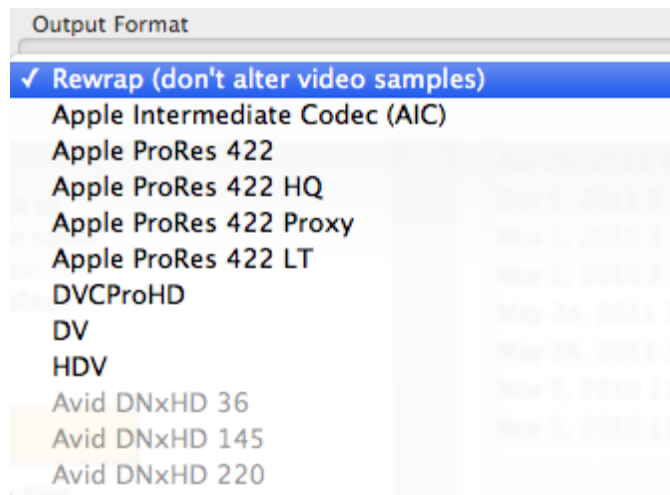 Output Format
✓ Rewrap (don't alter video samples)
Apple Intermediate Codec (AIC)
Apple ProRes 422
Apple ProRes 422 HQ
Apple ProRes 422 Proxy
Apple ProRes 422 LT
DVCProHD
DV
HDV
Avid DNxHD 36
Avid DNxHD 145
Avid DNxHD 220